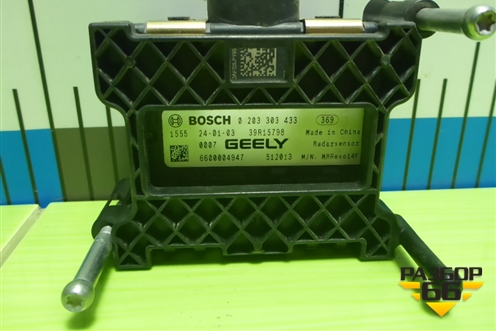 BOSCH 0 203 303 433 369
1555 24-01-03 39R15798 Made in China
0007 GEELY Radarsensor
6600004947 512013 M/N. MRRevo14F
РАЗБОР
66